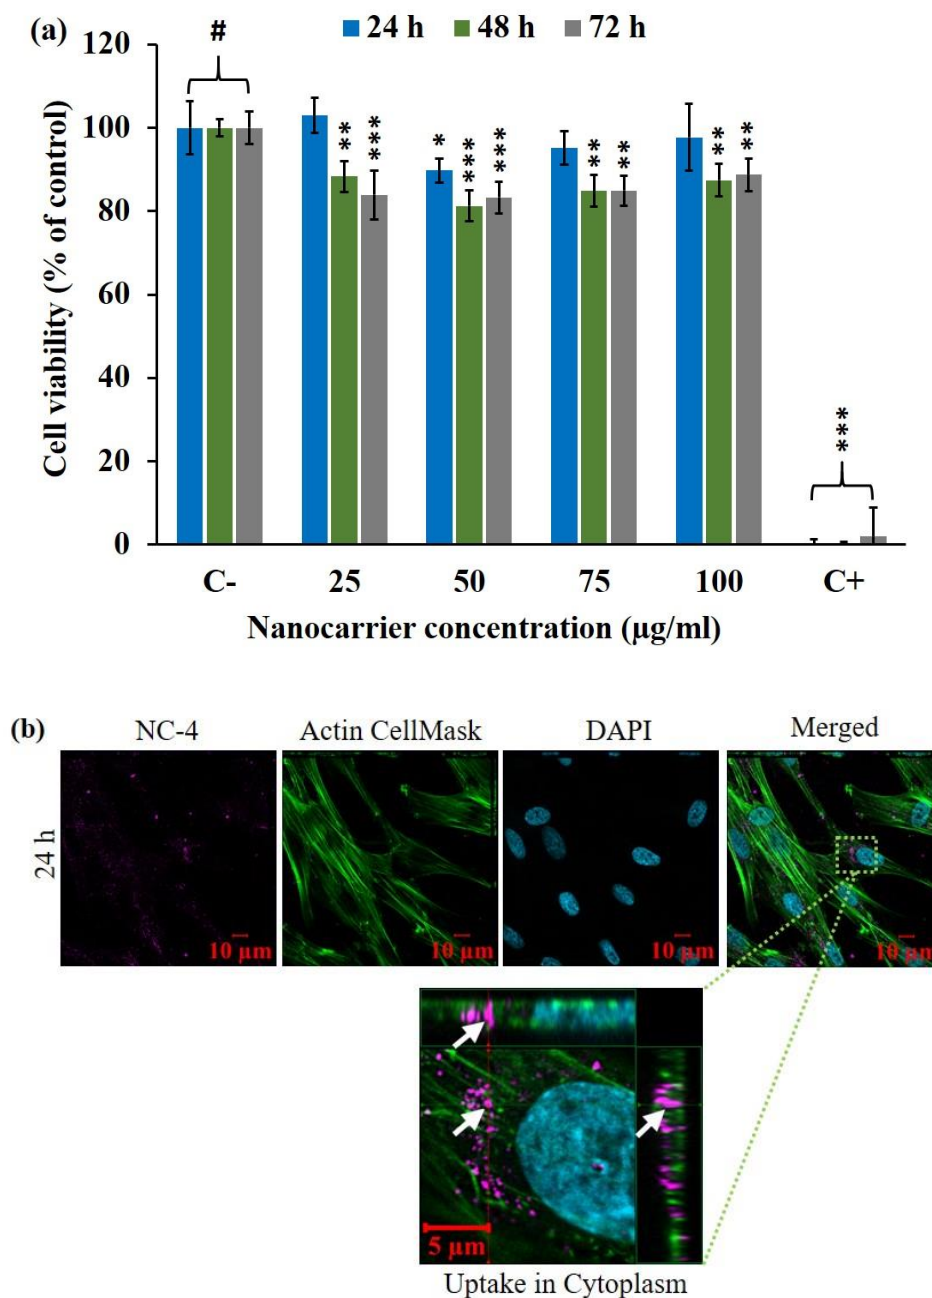 (a)
24 h 48 h 72 h
Cell viability (% of control)
120
100
80
60
40
20
0
#
**
***
*
***
***
**
**
**
**
***
C- 25 50 75 100 C+
Nanocarrier concentration (µg/ml)
(b)
NC-4 Actin CellMask DAPI Merged
24 h
10 µm 10 µm 10 µm 10 µm
5 µm
Uptake in Cytoplasm